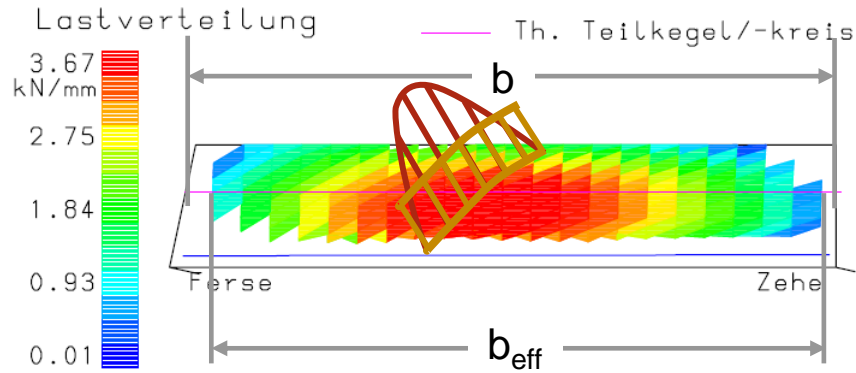 Lastverteilung
Th. Teilkegel/-kreis
3.67
kN/mm
2.75
1.84
0.93
0.01
b
Ferse
Zehe
beff